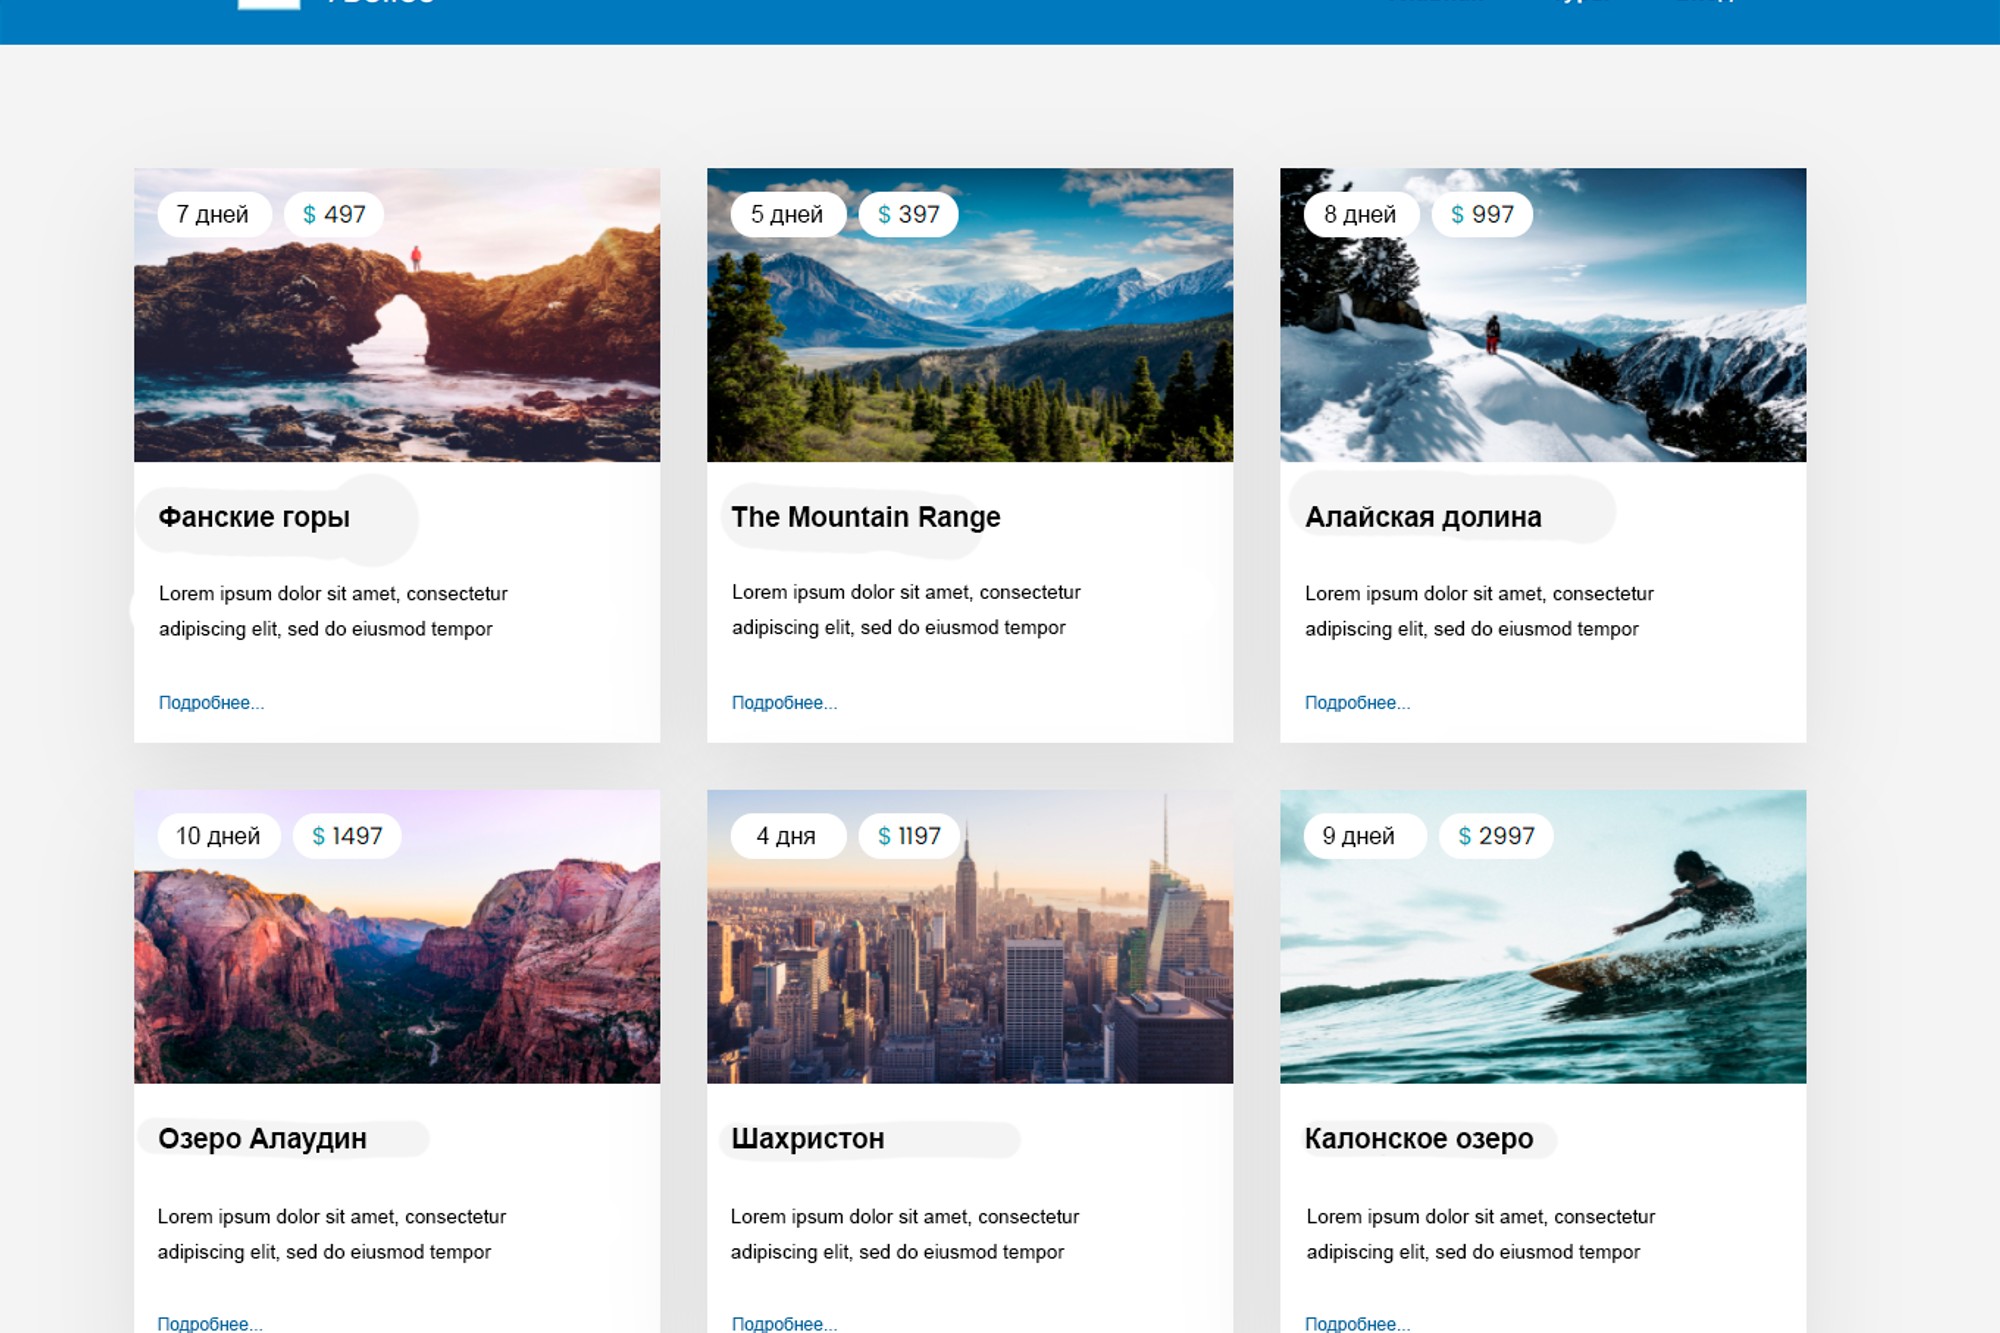 7 дней $ 497
5 дней $ 397
8 дней $ 997
Фанские горы
The Mountain Range
Алайская долина
Lorem ipsum dolor sit amet, consectetur
adipiscing elit, sed do eiusmod tempor
Lorem ipsum dolor sit amet, consectetur
adipiscing elit, sed do eiusmod tempor
Lorem ipsum dolor sit amet, consectetur
adipiscing elit, sed do eiusmod tempor
Подробнее...
Подробнее...
Подробнее...
10 дней $ 1497
4 дня $ 1197
9 дней $ 2997
Озеро Алаудин
Шахристон
Калонское озеро
Lorem ipsum dolor sit amet, consectetur
adipiscing elit, sed do eiusmod tempor
Lorem ipsum dolor sit amet, consectetur
adipiscing elit, sed do eiusmod tempor
Lorem ipsum dolor sit amet, consectetur
adipiscing elit, sed do eiusmod tempor
Подробнее...
Подробнее...
Подробнее...